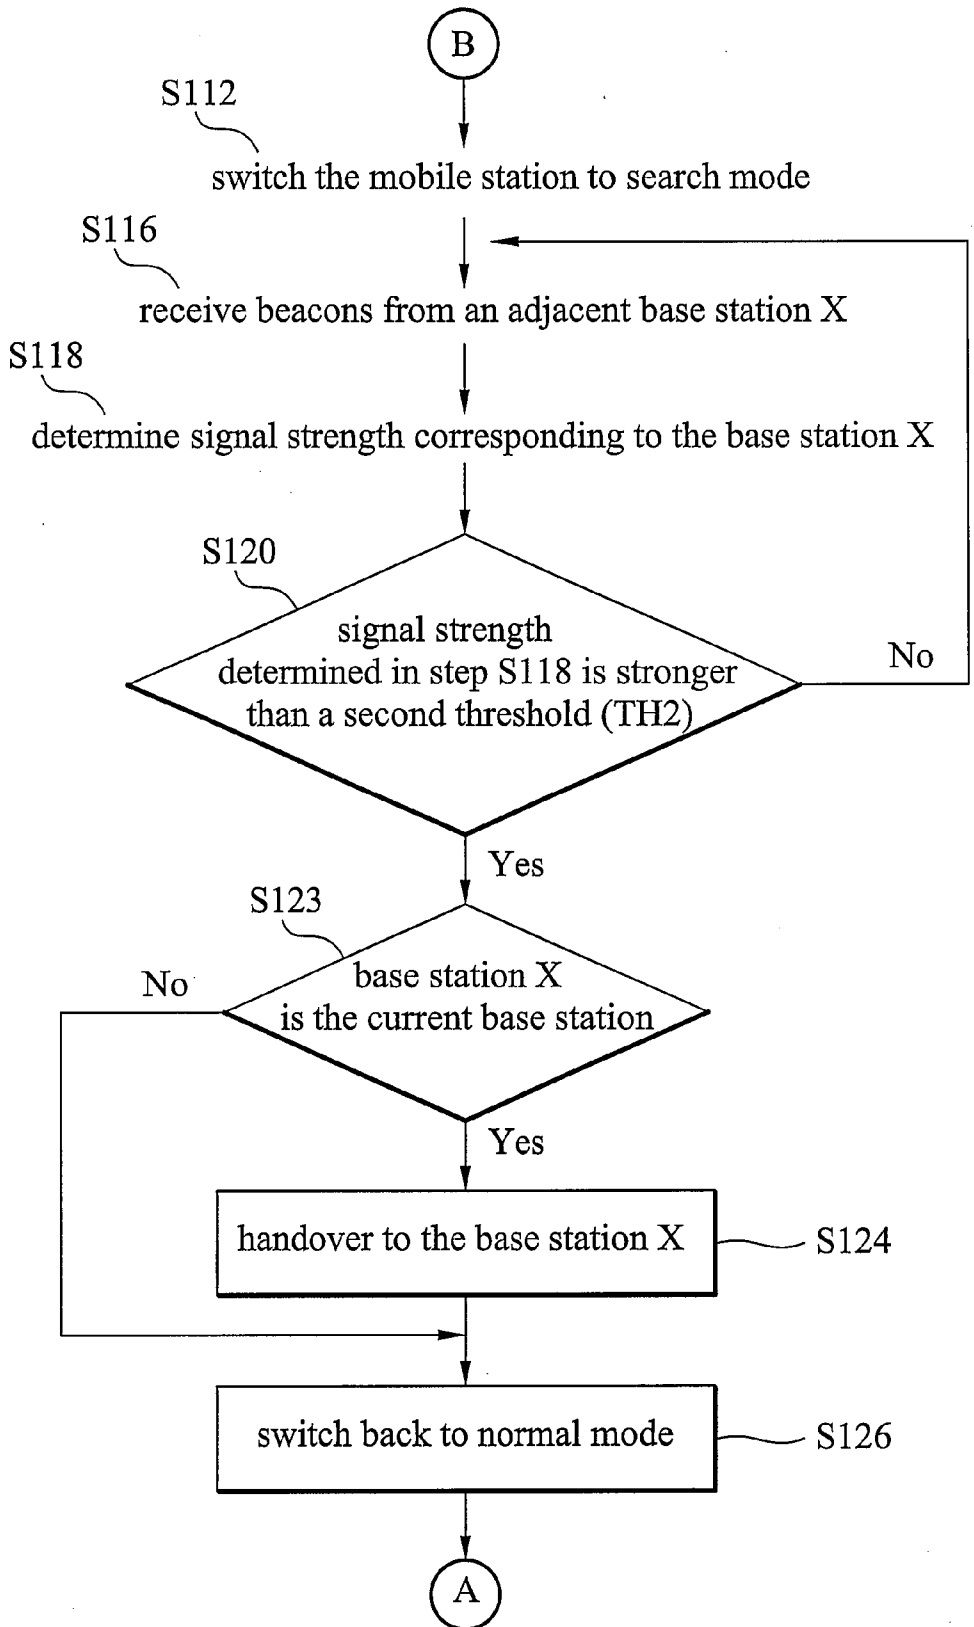 B
S112
switch the mobile station to search mode
S116
receive beacons from an adjacent base station X
S118
determine signal strength corresponding to the base station X
S120
signal strength
determined in step S118 is stronger
than a second threshold (TH2)
No
Yes
S123
base station X
is the current base station
No
Yes
handover to the base station X
S124
switch back to normal mode
S126
A